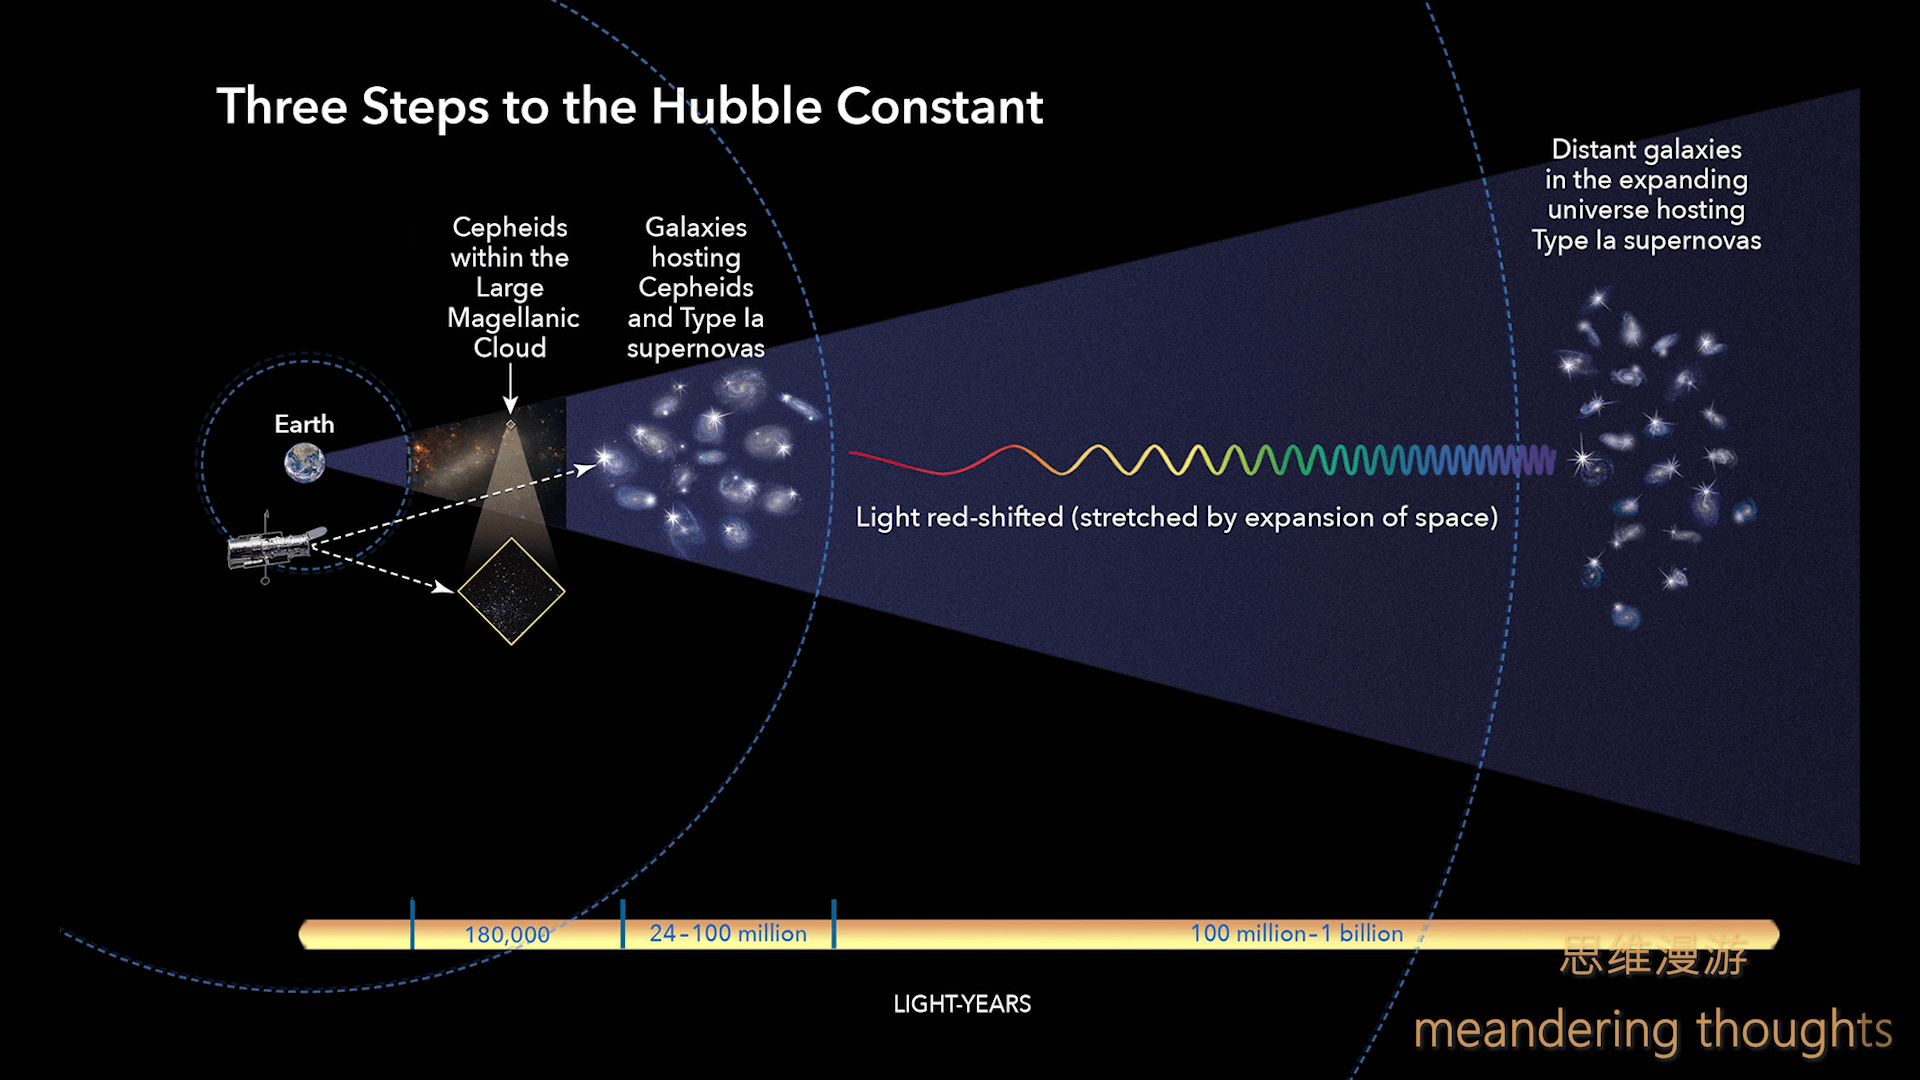 Three Steps to the Hubble Constant
Cepheids
within the
Large
Magellanic
Cloud
Galaxies
hosting
Cepheids
and Type Ia
supernovas
Distant galaxies
in the expanding
universe hosting
Type Ia supernovas
Earth
Light red-shifted (stretched by expansion of space)
180,000
24–100 million
100 million–1 billion
LIGHT-YEARS
思维漫游
meandering thoughts